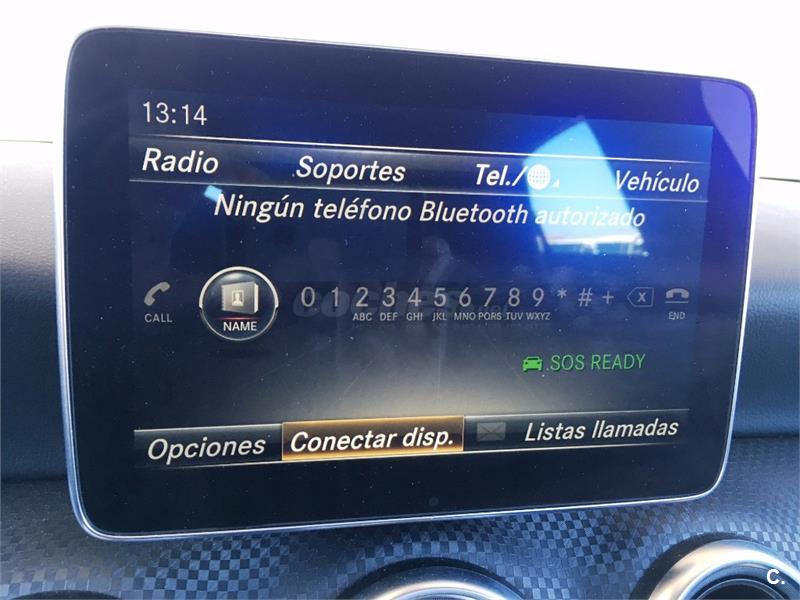 13:14
Radio Soportes Tel./ Vehículo
Ningún teléfono Bluetooth autorizado
CALL NAME 0 1 2 3 4 5 6 7 8 9 * # + X END
ABC DEF GHI JKL MNO PQRS TUV WXYZ
SOS READY
Opciones Conectar disp. Listas llamadas
coches
C.